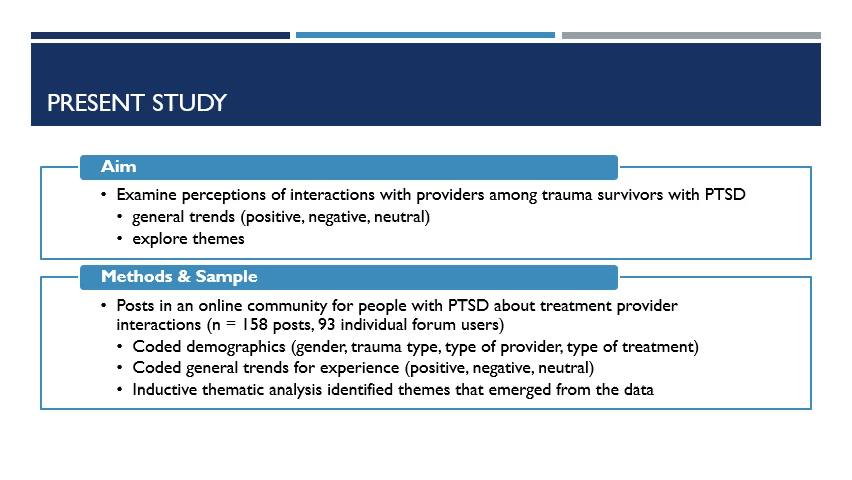 PRESENT STUDY
Aim
• Examine perceptions of interactions with providers among trauma survivors with PTSD
• general trends (positive, negative, neutral)
• explore themes
Methods & Sample
• Posts in an online community for people with PTSD about treatment provider
interactions (n = 158 posts, 93 individual forum users)
• Coded demographics (gender, trauma type, type of provider, type of treatment)
• Coded general trends for experience (positive, negative, neutral)
• Inductive thematic analysis identified themes that emerged from the data